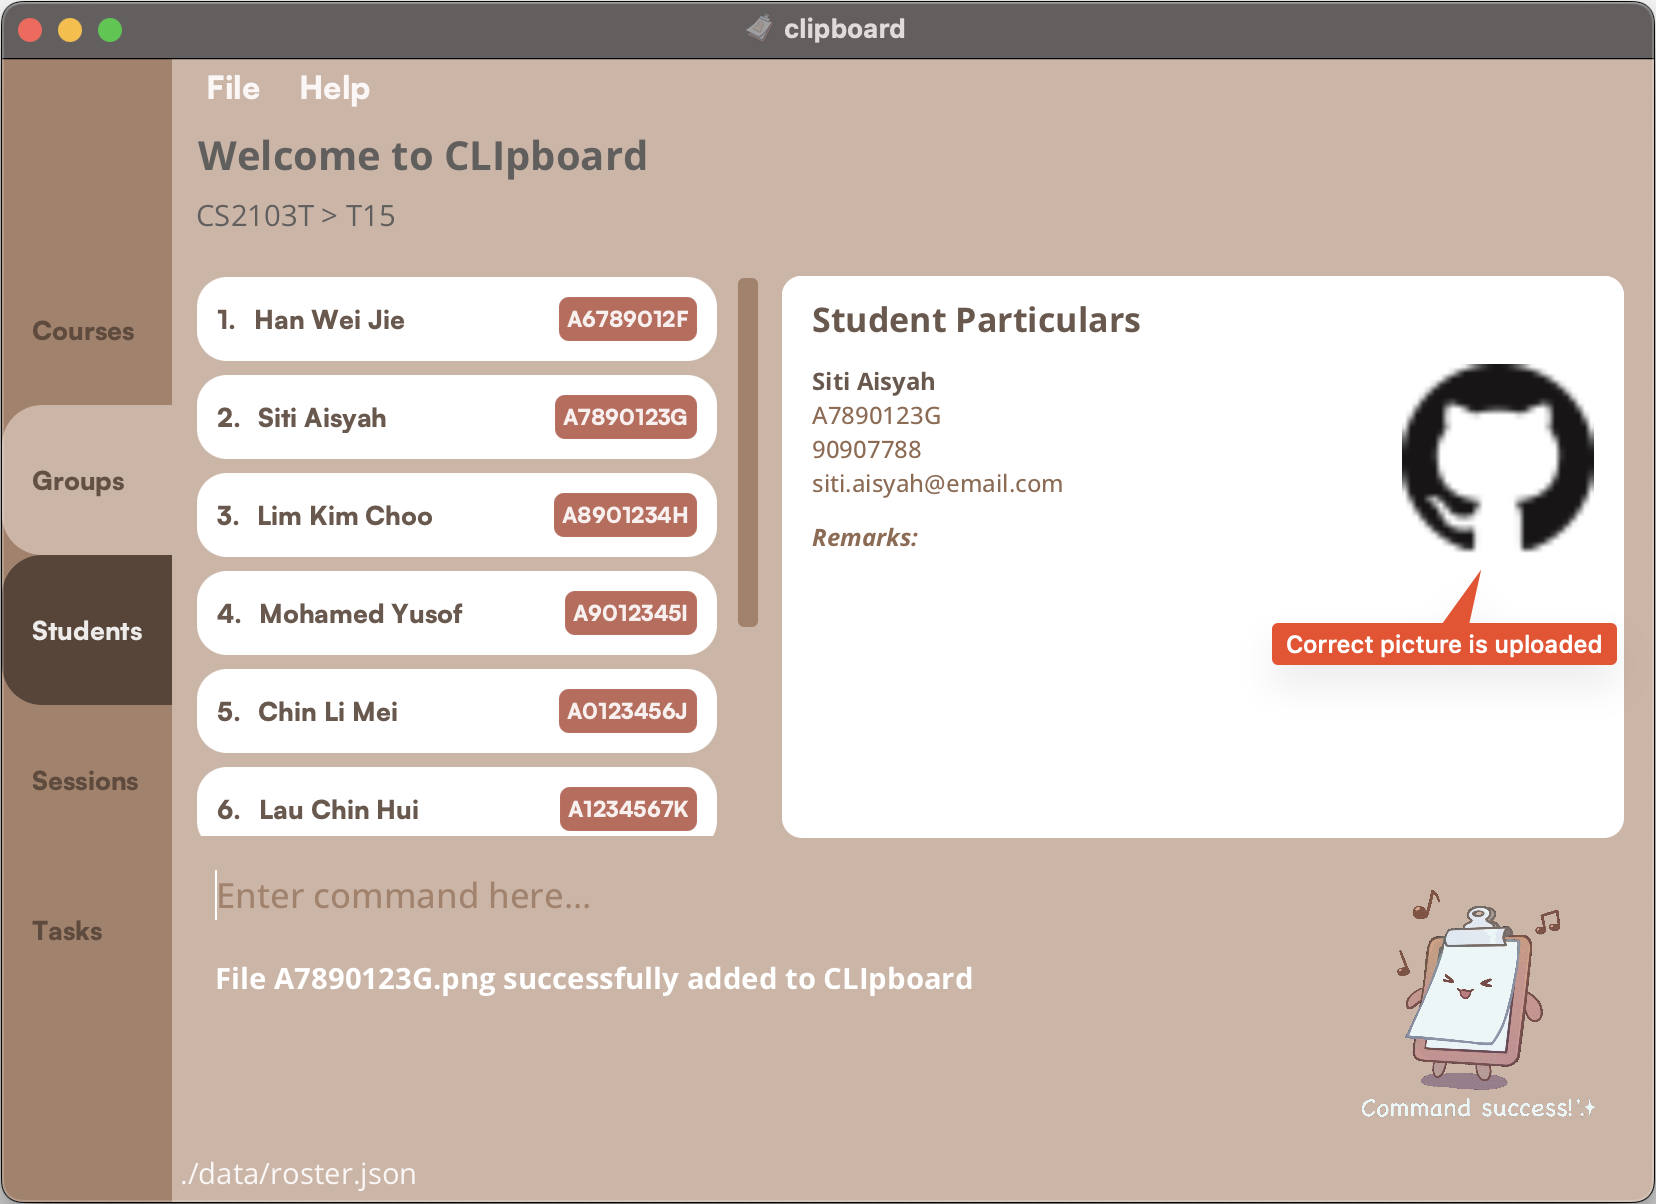 clipboard
File Help
Welcome to CLIpboard
CS2103T > T15
Courses
Groups
Students
Sessions
Tasks
1. Han Wei Jie A6789012F
2. Siti Aisyah A7890123G
3. Lim Kim Choo A8901234H
4. Mohamed Yusof A9012345I
5. Chin Li Mei A0123456J
6. Lau Chin Hui A1234567K
Student Particulars
Siti Aisyah
A7890123G
90907788
siti.aisyah@email.com
Remarks:
Correct picture is uploaded
Enter command here...
File A7890123G.png successfully added to CLIpboard
Command success!
./data/roster.json